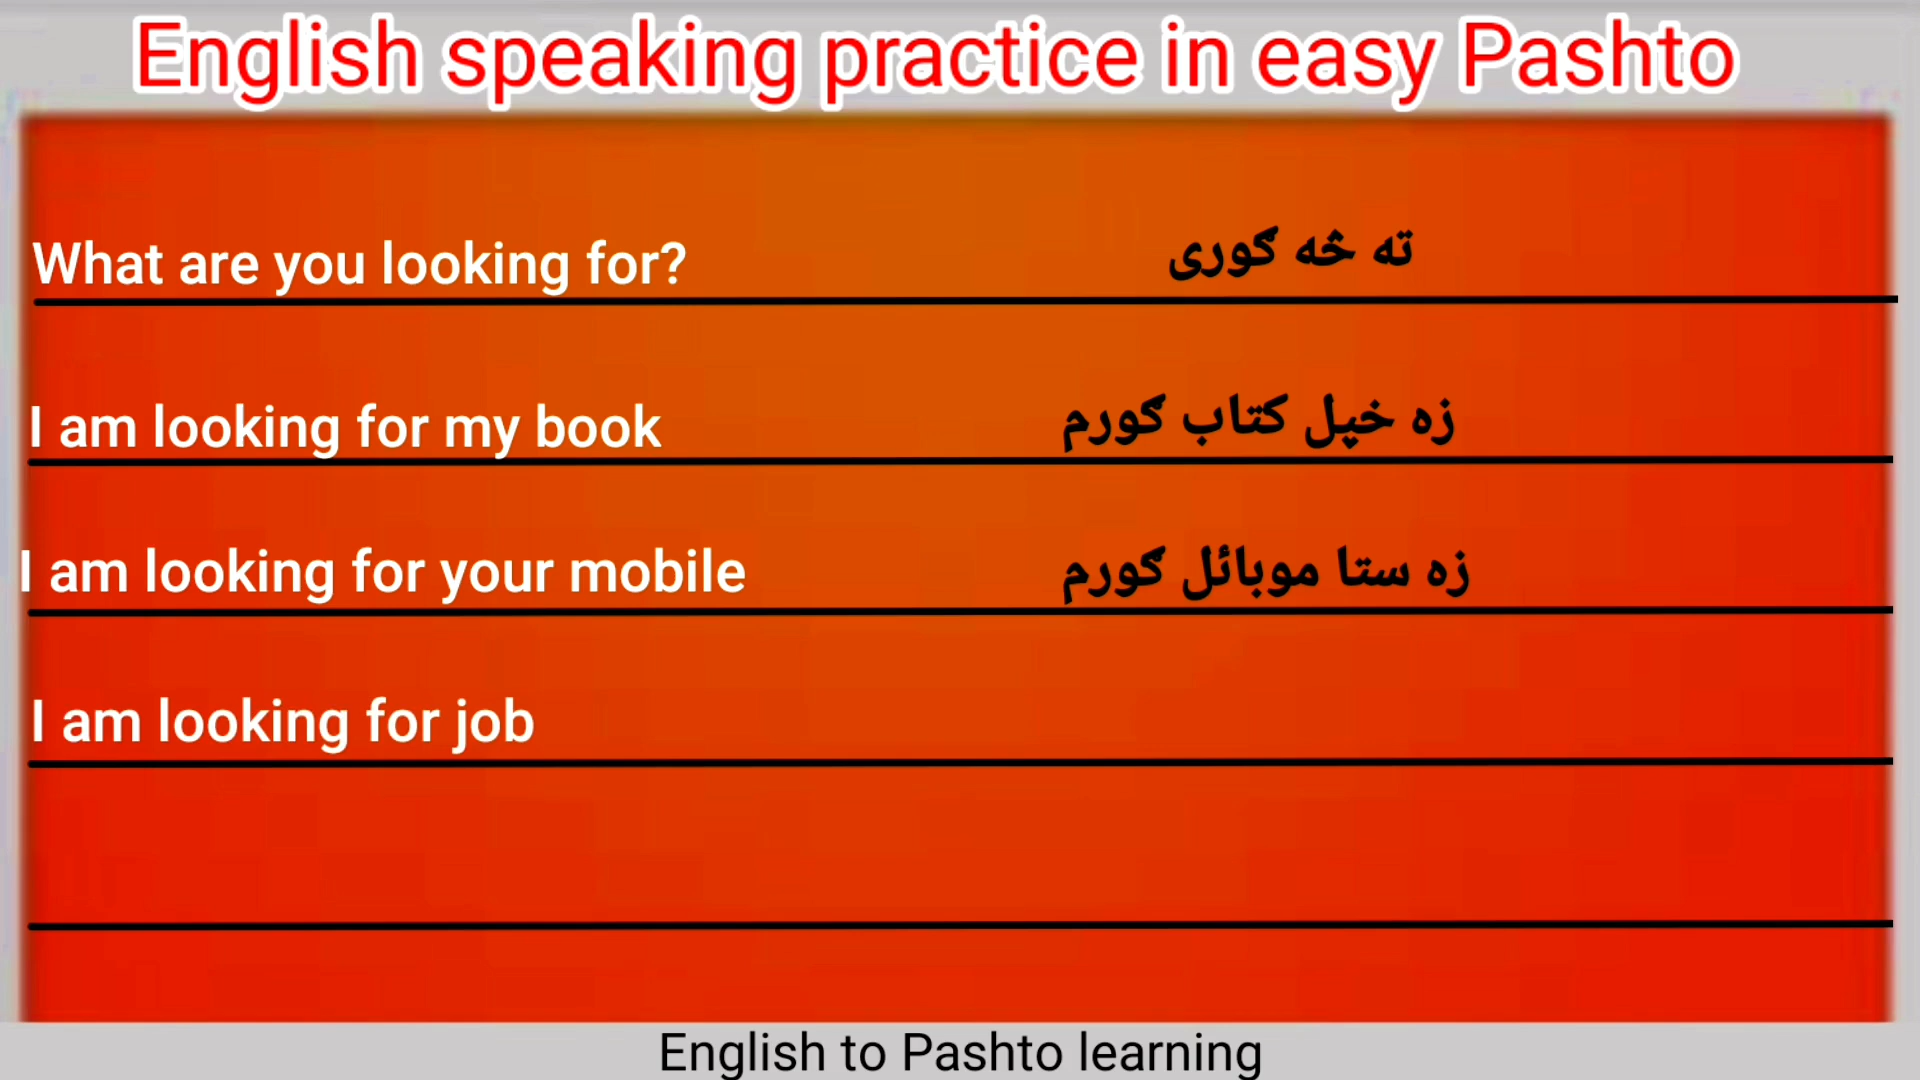 English speaking practice in easy Pashto
What are you looking for? ته څه ګوری
I am looking for my book زه خپل کتاب ګورم
I am looking for your mobile زه ستا موبائل ګورم
I am looking for job
English to Pashto learning